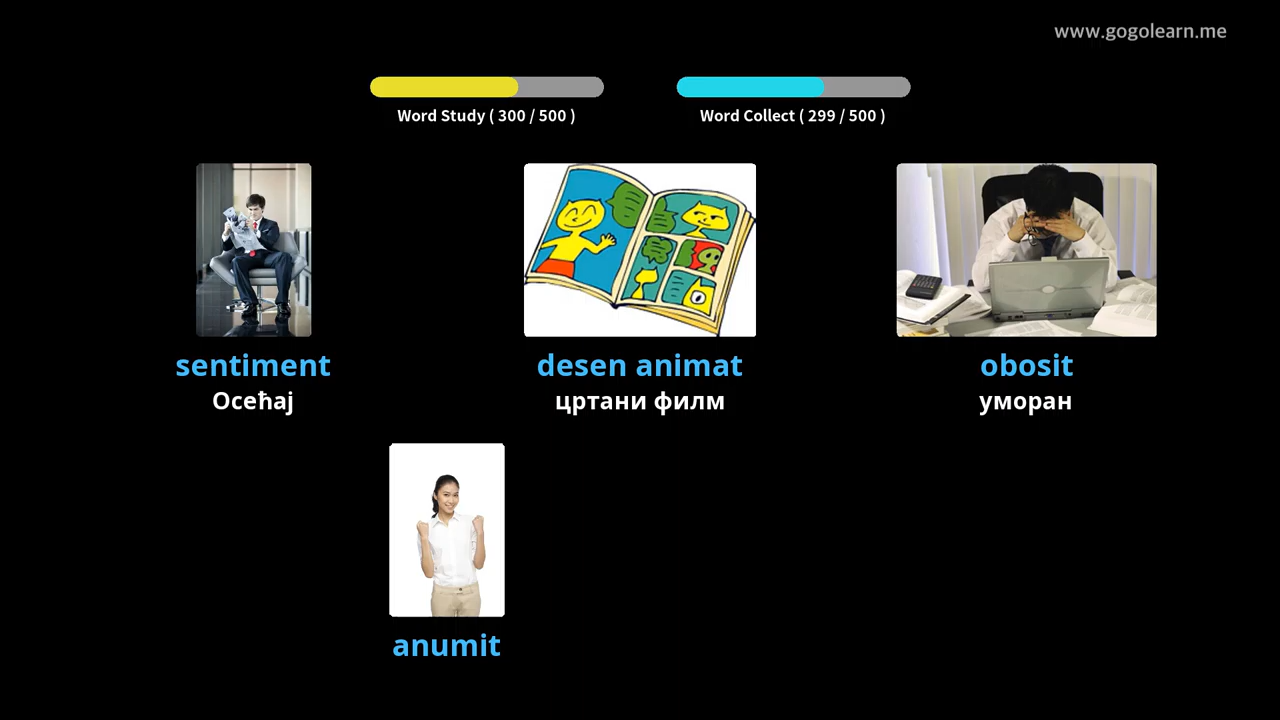 www.gogolearn.me
Word Study ( 300 / 500 )
Word Collect ( 299 / 500 )
sentiment
Осећај
desen animat
цртани филм
obosit
уморан
anumit